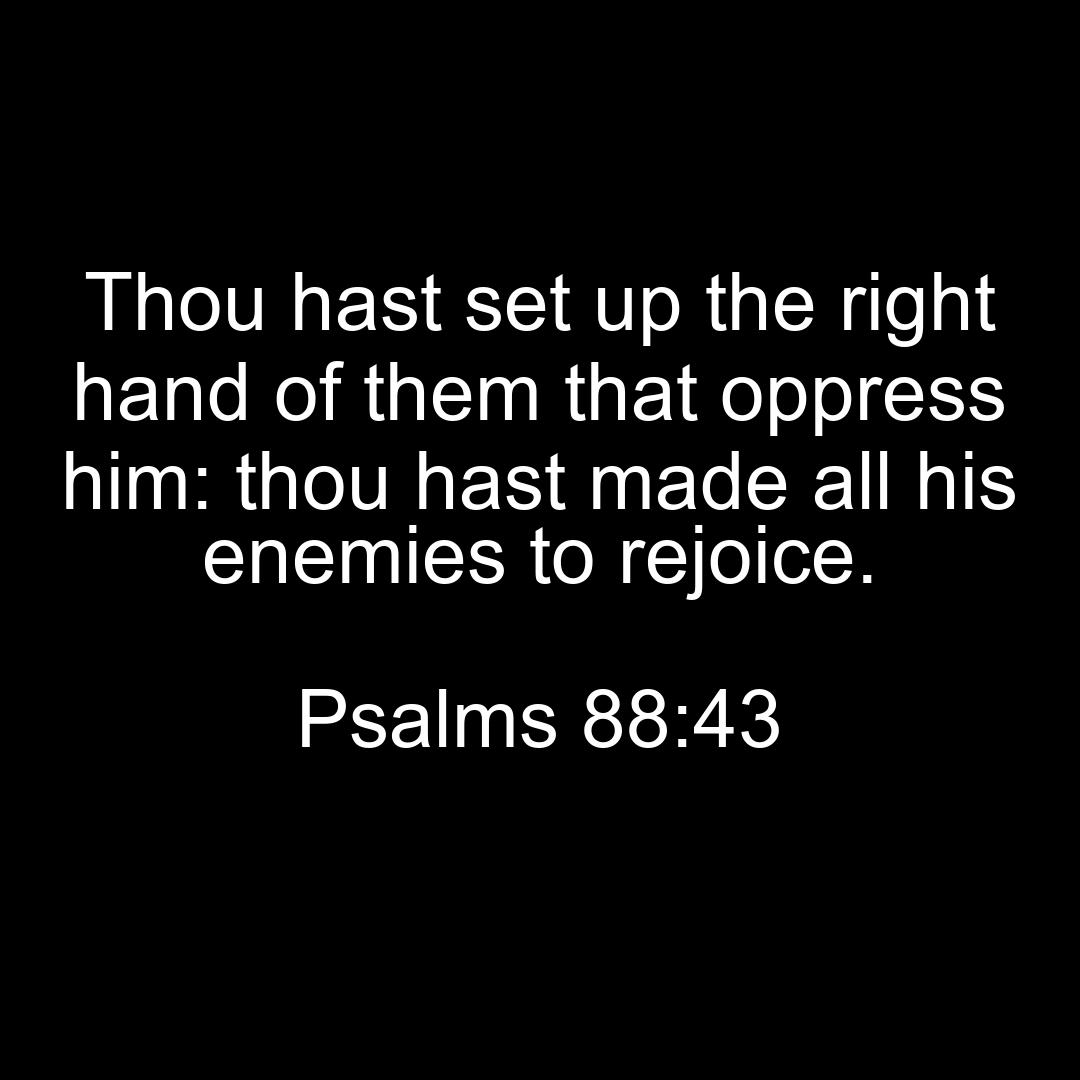 Thou hast set up the right
hand of them that oppress
him: thou hast made all his
enemies to rejoice.
Psalms 88:43